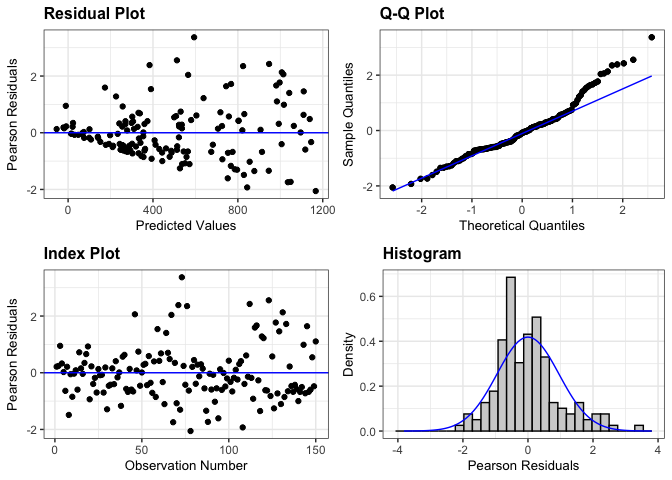 Residual Plot
Pearson Residuals
2
0
-2
0
400
800
1200
Predicted Values
Q-Q Plot
Sample Quantiles
2
0
-2
-2
-1
0
1
2
Theoretical Quantiles
Index Plot
Pearson Residuals
2
0
-2
0
50
100
150
Observation Number
Histogram
Density
0.6
0.4
0.2
0.0
-4
-2
0
2
4
Pearson Residuals